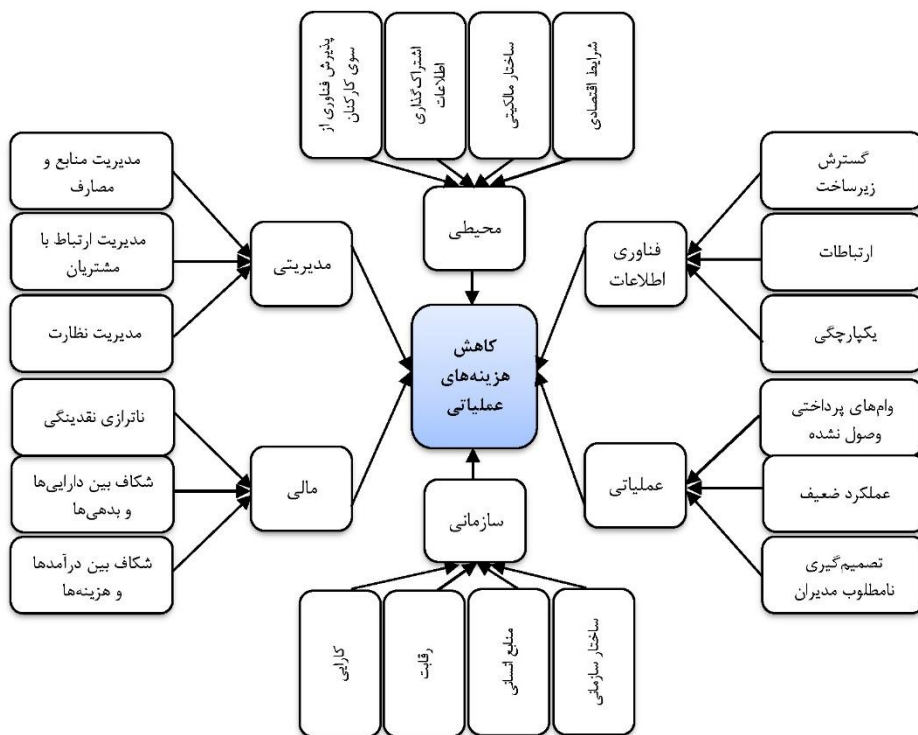 شرایط اقتصادی
ساختار مالکیتی
اشتراک‌گذاری
اطلاعات
پذیرش فناوری از
سوی کارکنان
محیطی
گسترش
زیرساخت
ارتباطات
یکپارچگی
فناوری
اطلاعات
مدیریت منابع و
مصارف
مدیریت ارتباط با
مشتریان
مدیریت نظارت
مدیریتی
کاهش
هزینه‌های
عملیاتی
وام‌های پرداختی
وصول نشده
عملکرد ضعیف
تصمیم‌گیری
نامطلوب مدیران
عملیاتی
ناترازی نقدینگی
شکاف بین دارایی‌ها
و بدهی‌ها
شکاف بین درآمدها
و هزینه‌ها
مالی
سازمانی
ساختار سازمانی
منابع انسانی
رقابت
کارایی